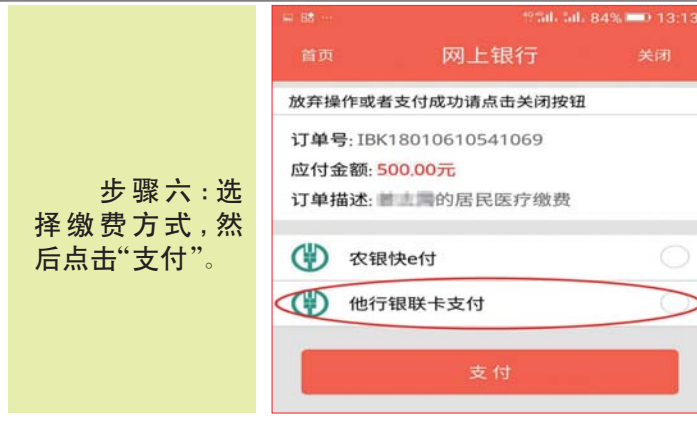 步骤六:选
择缴费方式,然
后点击“支付”。
84% 13:13
首页 网上银行 关闭
放弃操作或者支付成功请点击关闭按钮
订单号: IBK18010610541069
应付金额: 500.00元
订单描述: 的居民医疗缴费
农银快e付
他行银联卡支付
支付